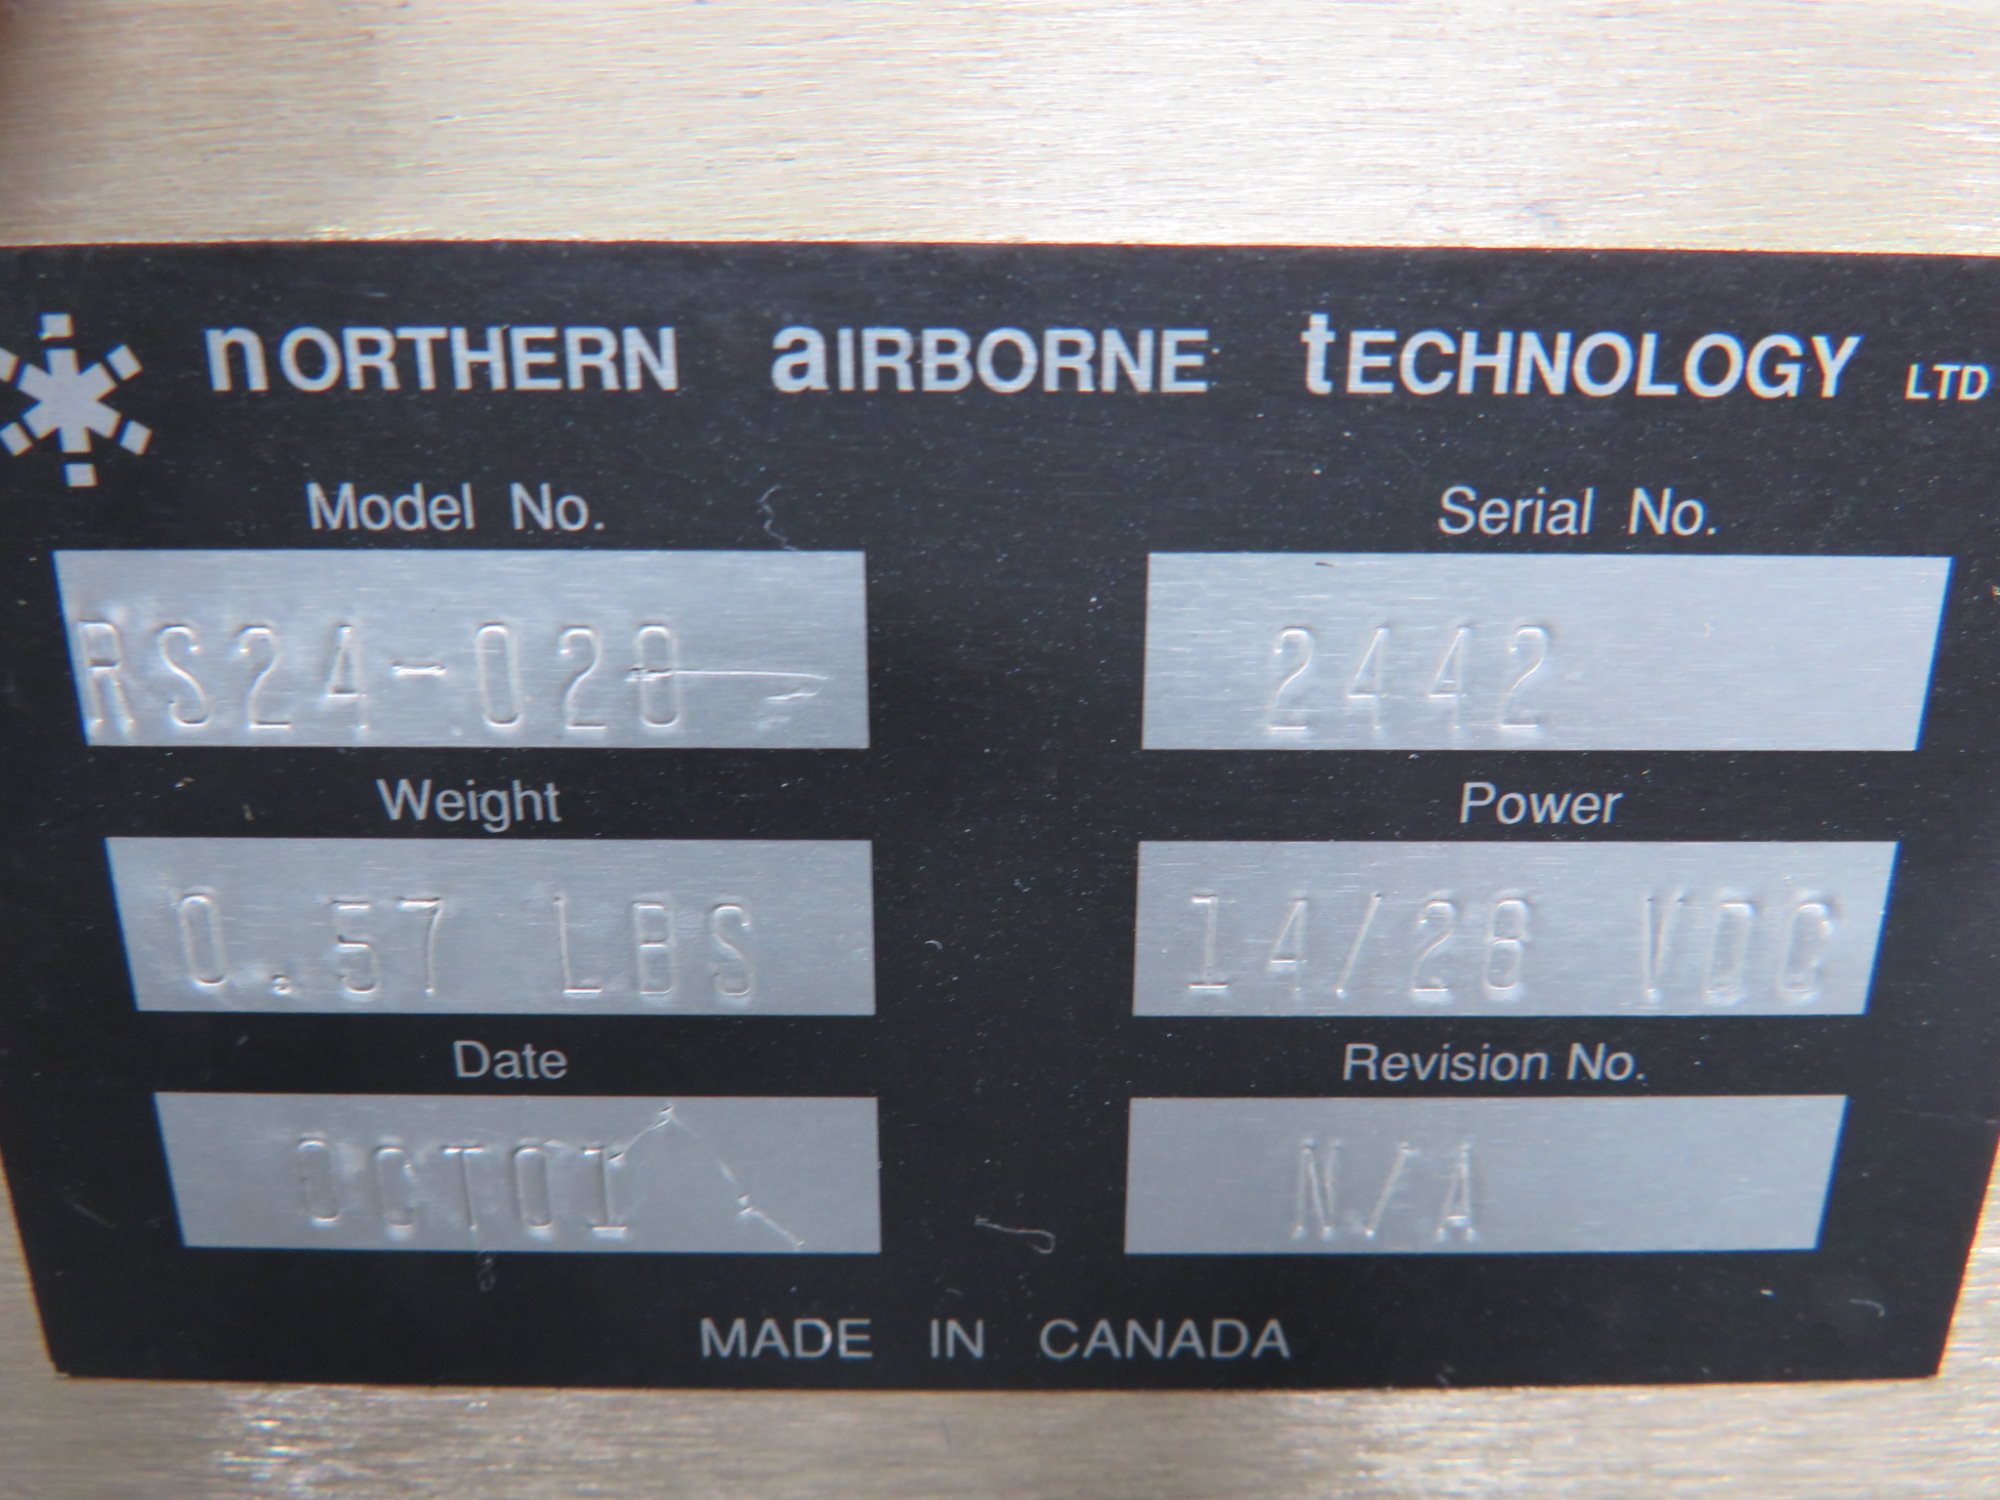 nORTHERN aIRBORNE tECHNOLOGY LTD
Model No. Serial No.
RS24-020 2442
Weight Power
0.57 LBS 14/28 VDC
Date Revision No.
OCT01 N/A
MADE IN CANADA